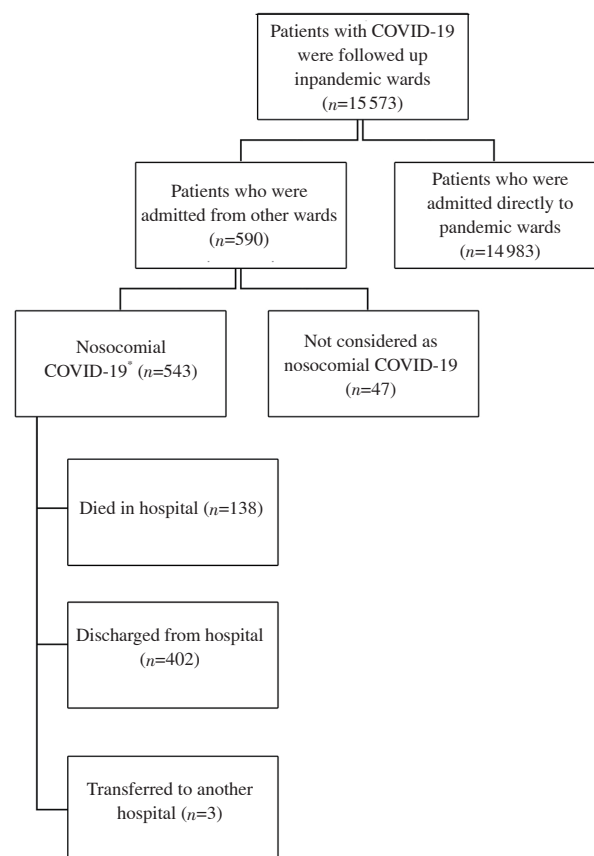 Patients with COVID-19
were followed up
inpandemic wards
(n=15573)
Patients who were
admitted from other wards
(n=590)
Patients who were
admitted directly to
pandemic wards
(n=14983)
Nosocomial
COVID-19* (n=543)
Not considered as
nosocomial COVID-19
(n=47)
Died in hospital (n=138)
Discharged from hospital
(n=402)
Transferred to another
hospital (n=3)